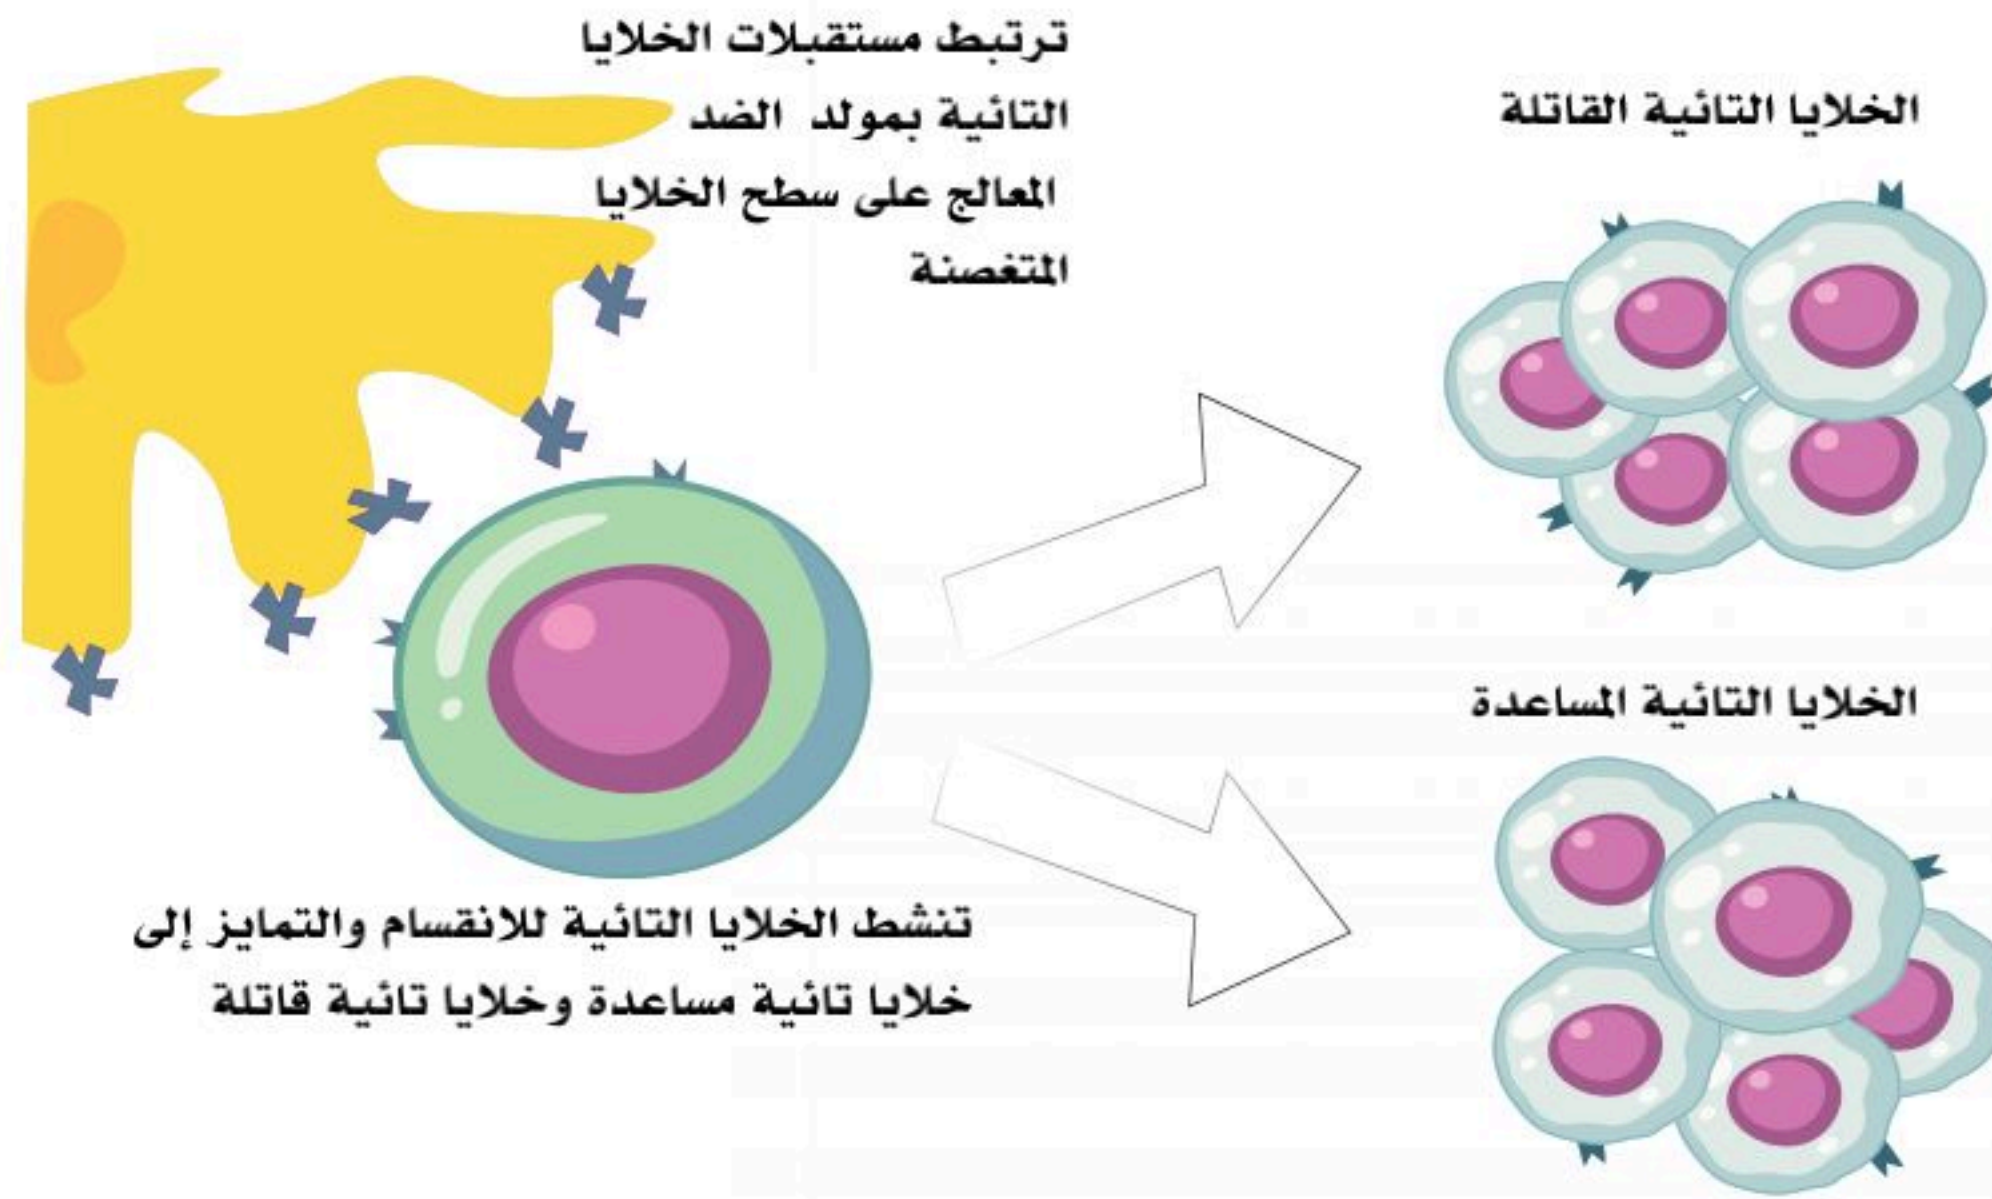 ترتبط مستقبلات الخلايا
التائية بمولد الضد
المعالج على سطح الخلايا
المتغصنة
الخلايا التائية القاتلة
الخلايا التائية المساعدة
تنشط الخلايا التائية للانقسام والتمايز إلى
خلايا تائية مساعدة وخلايا تائية قاتلة